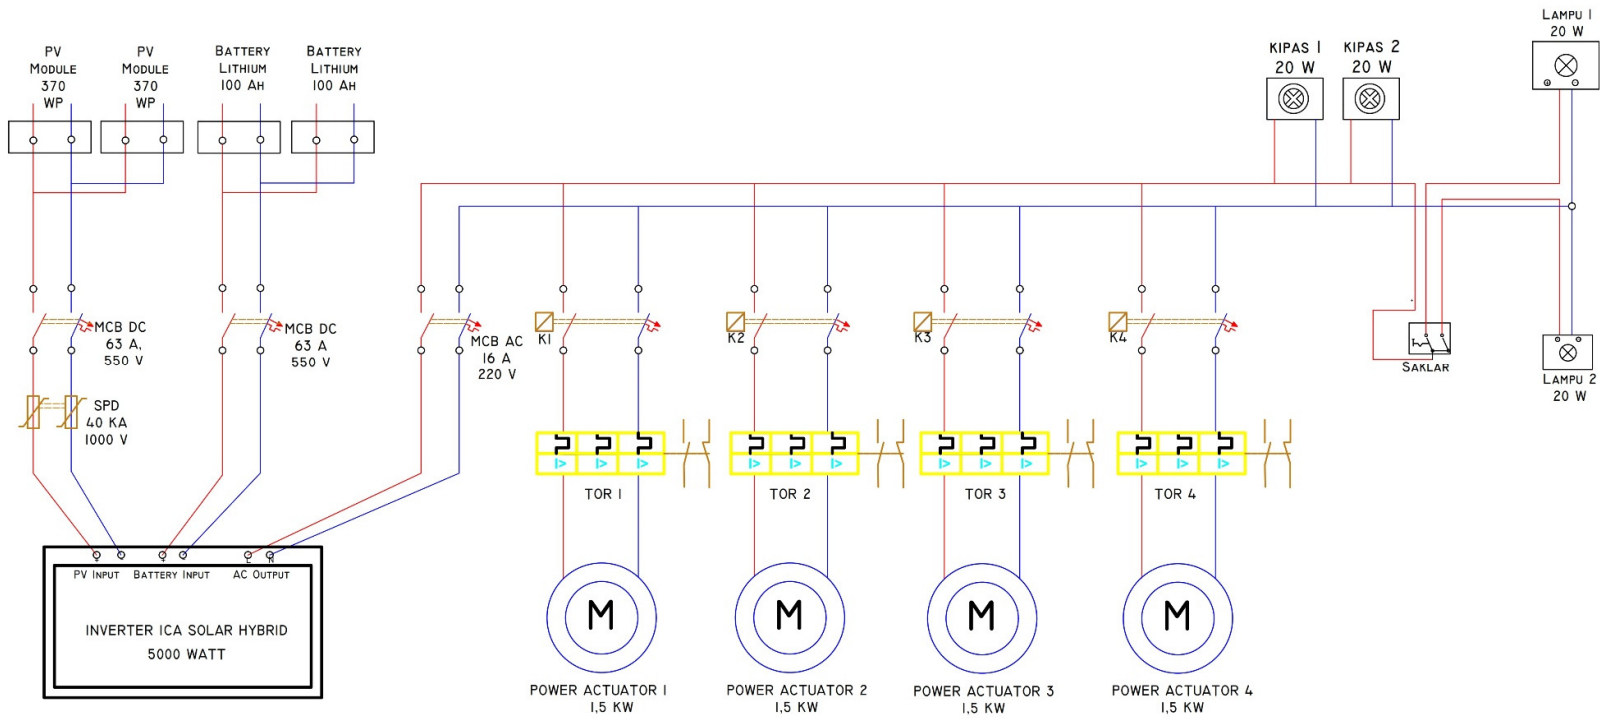 PV
MODULE
370
WP
PV
MODULE
370
WP
BATTERY
LITHIUM
100 AH
BATTERY
LITHIUM
100 AH
KIPAS 1
20 W
KIPAS 2
20 W
LAMPU 1
20 W
MCB DC
63 A,
550 V
MCB DC
63 A
550 V
MCB AC
16 A
220 V
K1
K2
K3
K4
SAKLAR
LAMPU 2
20 W
SPD
40 KA
1000 V
TOR 1
TOR 2
TOR 3
TOR 4
+ - + - L N
PV INPUT BATTERY INPUT AC OUTPUT
INVERTER ICA SOLAR HYBRID
5000 WATT
M
M
M
M
POWER ACTUATOR 1
1,5 KW
POWER ACTUATOR 2
1,5 KW
POWER ACTUATOR 3
1,5 KW
POWER ACTUATOR 4
1,5 KW